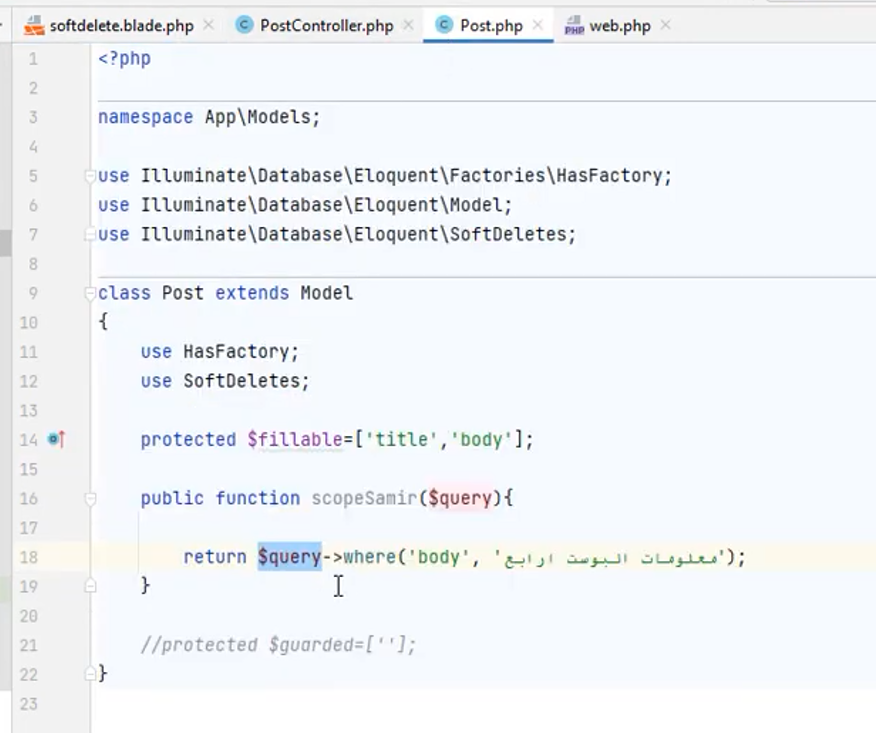 softdelete.blade.php PostController.php Post.php web.php
1 <?php
2
3 namespace App\Models;
4
5 use Illuminate\Database\Eloquent\Factories\HasFactory;
6 use Illuminate\Database\Eloquent\Model;
7 use Illuminate\Database\Eloquent\SoftDeletes;
8
9 class Post extends Model
10 {
11 use HasFactory;
12 use SoftDeletes;
13
14 protected $fillable=['title','body'];
15
16 public function scopeSamir($query){
17
18 return $query->where('body', 'معلومات البوست ارابع');
19 }
20
21 //protected $guarded=[''];
22 }
23